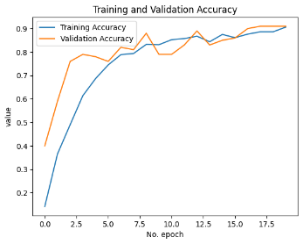 Training and Validation Accuracy
Training Accuracy
Validation Accuracy
0.9
0.8
0.7
0.6
0.5
0.4
0.3
0.2
value
0.0 2.5 5.0 7.5 10.0 12.5 15.0 17.5
No. epoch